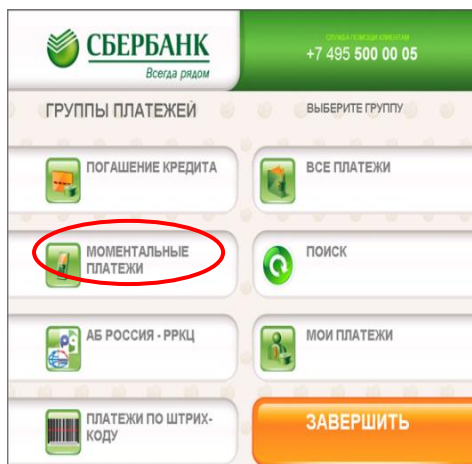 СБЕРБАНК
Всегда рядом
СЛУЖБА ПОМОЩИ КЛИЕНТАМ
+7 495 500 00 05
ГРУППЫ ПЛАТЕЖЕЙ
ВЫБЕРИТЕ ГРУППУ
ПОГАШЕНИЕ КРЕДИТА
ВСЕ ПЛАТЕЖИ
МОМЕНТАЛЬНЫЕ
ПЛАТЕЖИ
ПОИСК
АБ РОССИЯ - РРКЦ
МОИ ПЛАТЕЖИ
ПЛАТЕЖИ ПО ШТРИХ-
КОДУ
ЗАВЕРШИТЬ